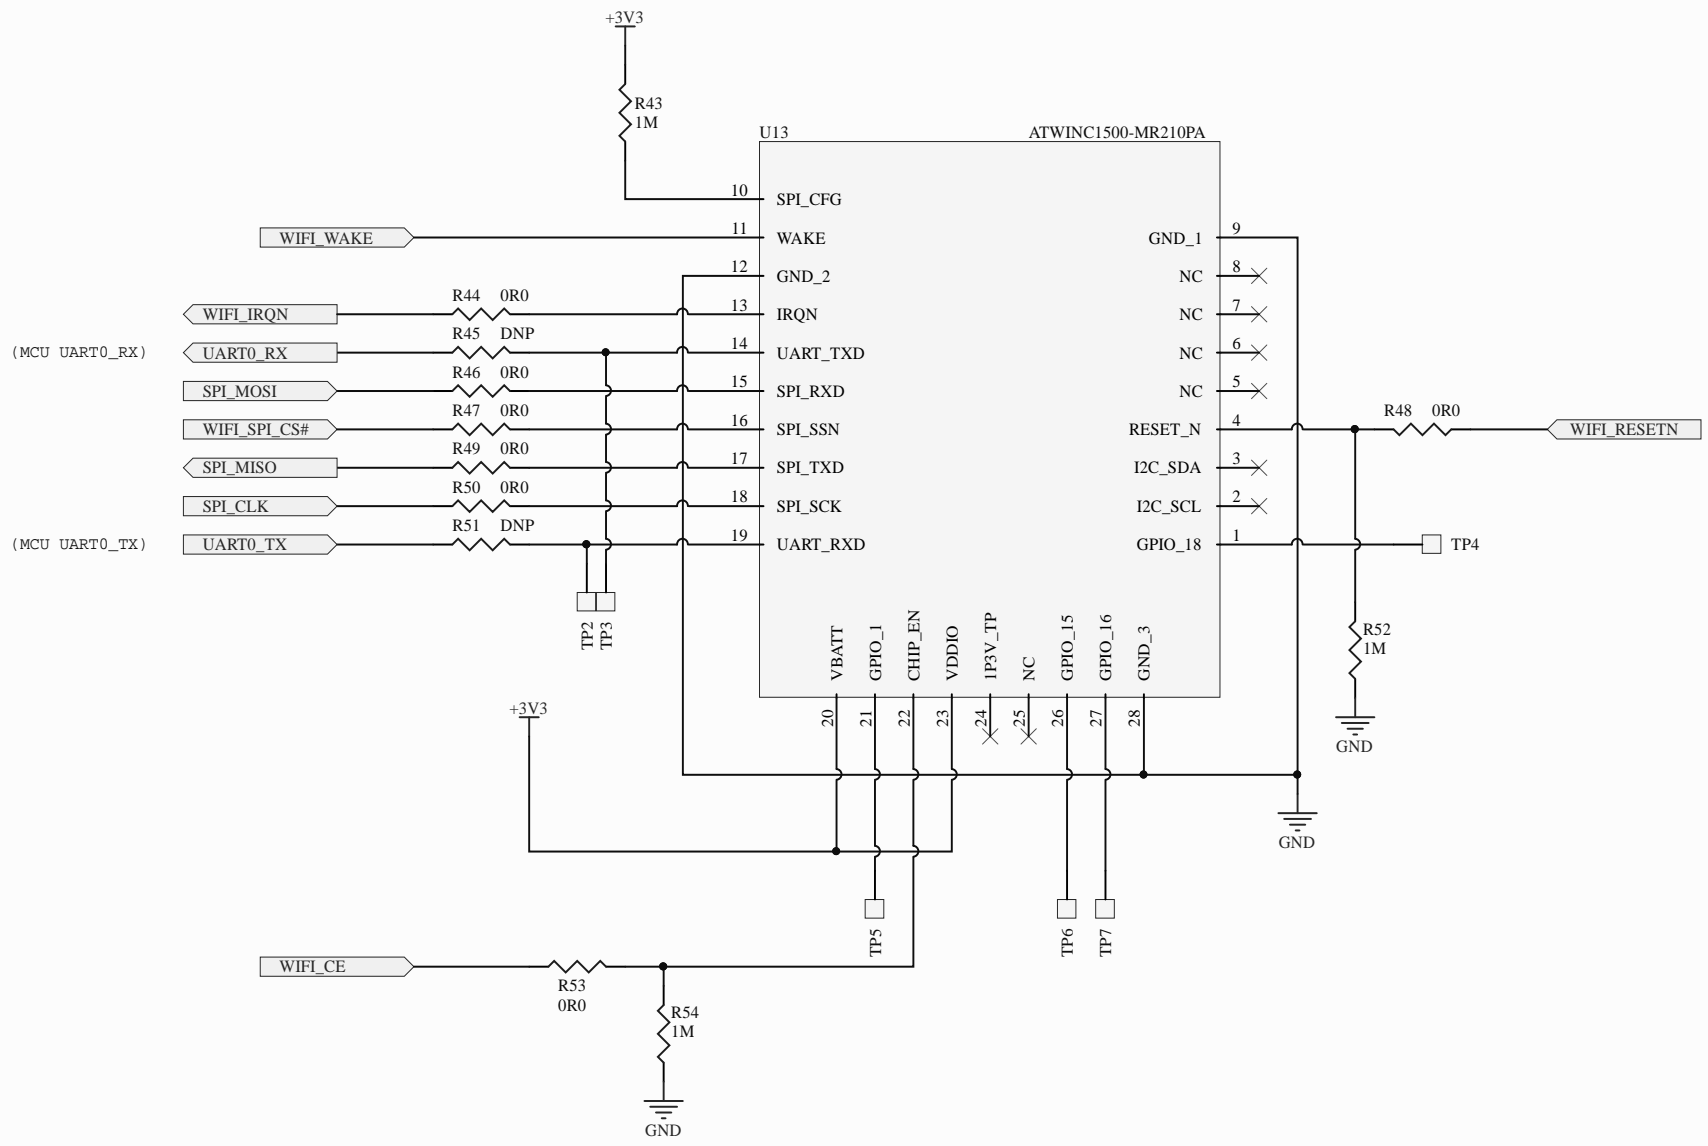 +3V3
R43
1M
U13 ATWINC1500-MR210PA
10 SPI_CFG
WIFI_WAKE 11 WAKE GND_1 9
12 GND_2 NC 8
R44 0R0
WIFI_IRQN 13 IRQN NC 7
R45 DNP
(MCU UART0_RX) UART0_RX 14 UART_TXD NC 6
R46 0R0
SPI_MOSI 15 SPI_RXD NC 5
R47 0R0 R48 0R0
WIFI_SPI_CS# 16 SPI_SSN RESET_N 4 WIFI_RESETN
R49 0R0
SPI_MISO 17 SPI_TXD I2C_SDA 3
R50 0R0
SPI_CLK 18 SPI_SCK I2C_SCL 2
R51 DNP
(MCU UART0_TX) UART0_TX 19 UART_RXD GPIO_18 1 TP4
TP2 TP3
VBATT GPIO_1 CHIP_EN VDDIO 1P3V_TP NC GPIO_15 GPIO_16 GND_3
R52
1M
+3V3
20 21 22 23 24 25 26 27 28
GND
GND
TP5 TP6 TP7
WIFI_CE
R53
0R0
R54
1M
GND